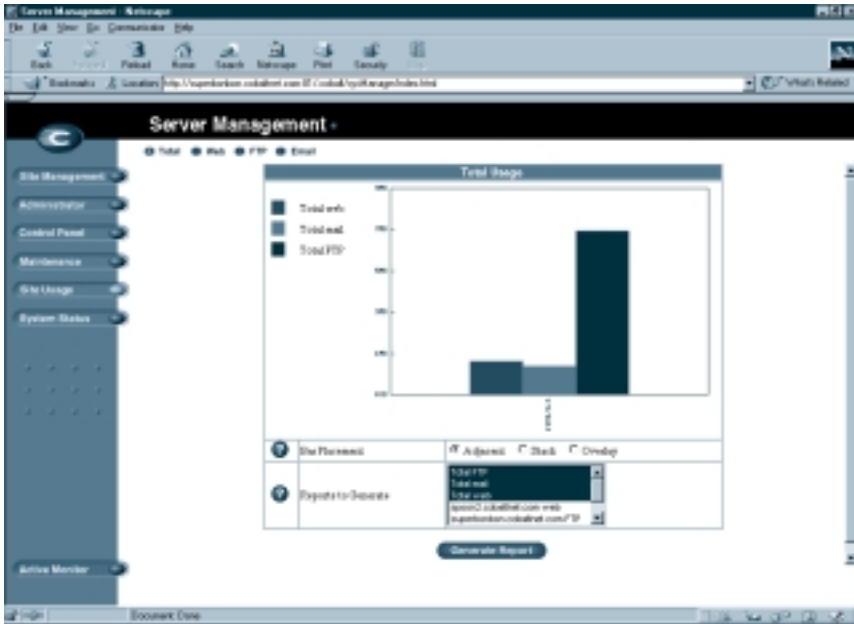 Server Management - Netscape
File Edit View Go Communicator Help
Back Reload Home Search Netscape Print Security
Bookmarks Location
What's Related
Server Management
Total Web FTP Email
Site Management
Administrator
Control Panel
Maintenance
Site Usage
System Status
Active Monitor
Total Usage
Total web
Total mail
Total FTP
Bar Placement
Adjacent Stack Overlay
Reports to Generate
Total FTP
Total mail
Total web
Generate Report
Document: Done